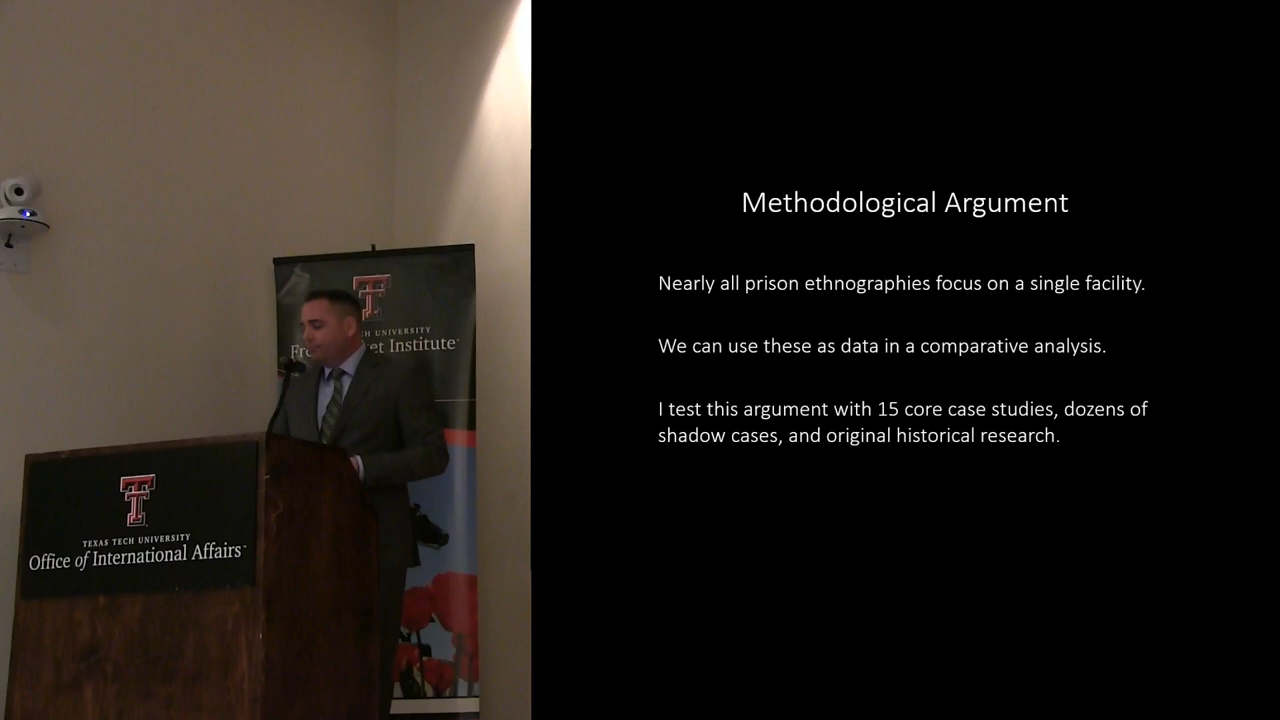 TEXAS TECH UNIVERSITY
Office of International Affairs
UNIVERSITY
Institute
Methodological Argument
Nearly all prison ethnographies focus on a single facility.
We can use these as data in a comparative analysis.
I test this argument with 15 core case studies, dozens of
shadow cases, and original historical research.